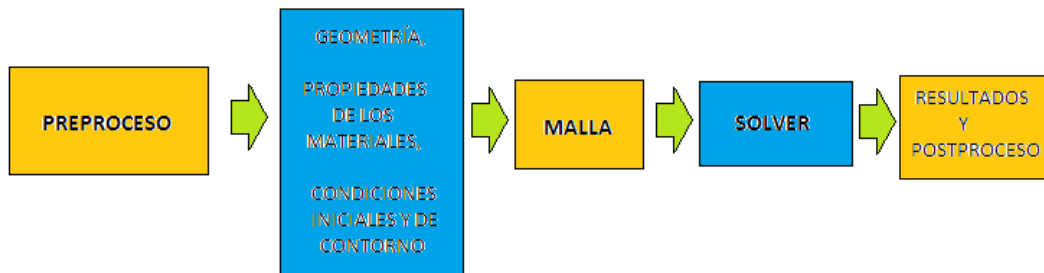 PREPROCESO
GEOMETRÍA,
PROPIEDADES
DE LOS
MATERIALES,
CONDICIONES
INICIALES Y DE
CONTORNO
MALLA
SOLVER
RESULTADOS
Y
POSTPROCESO